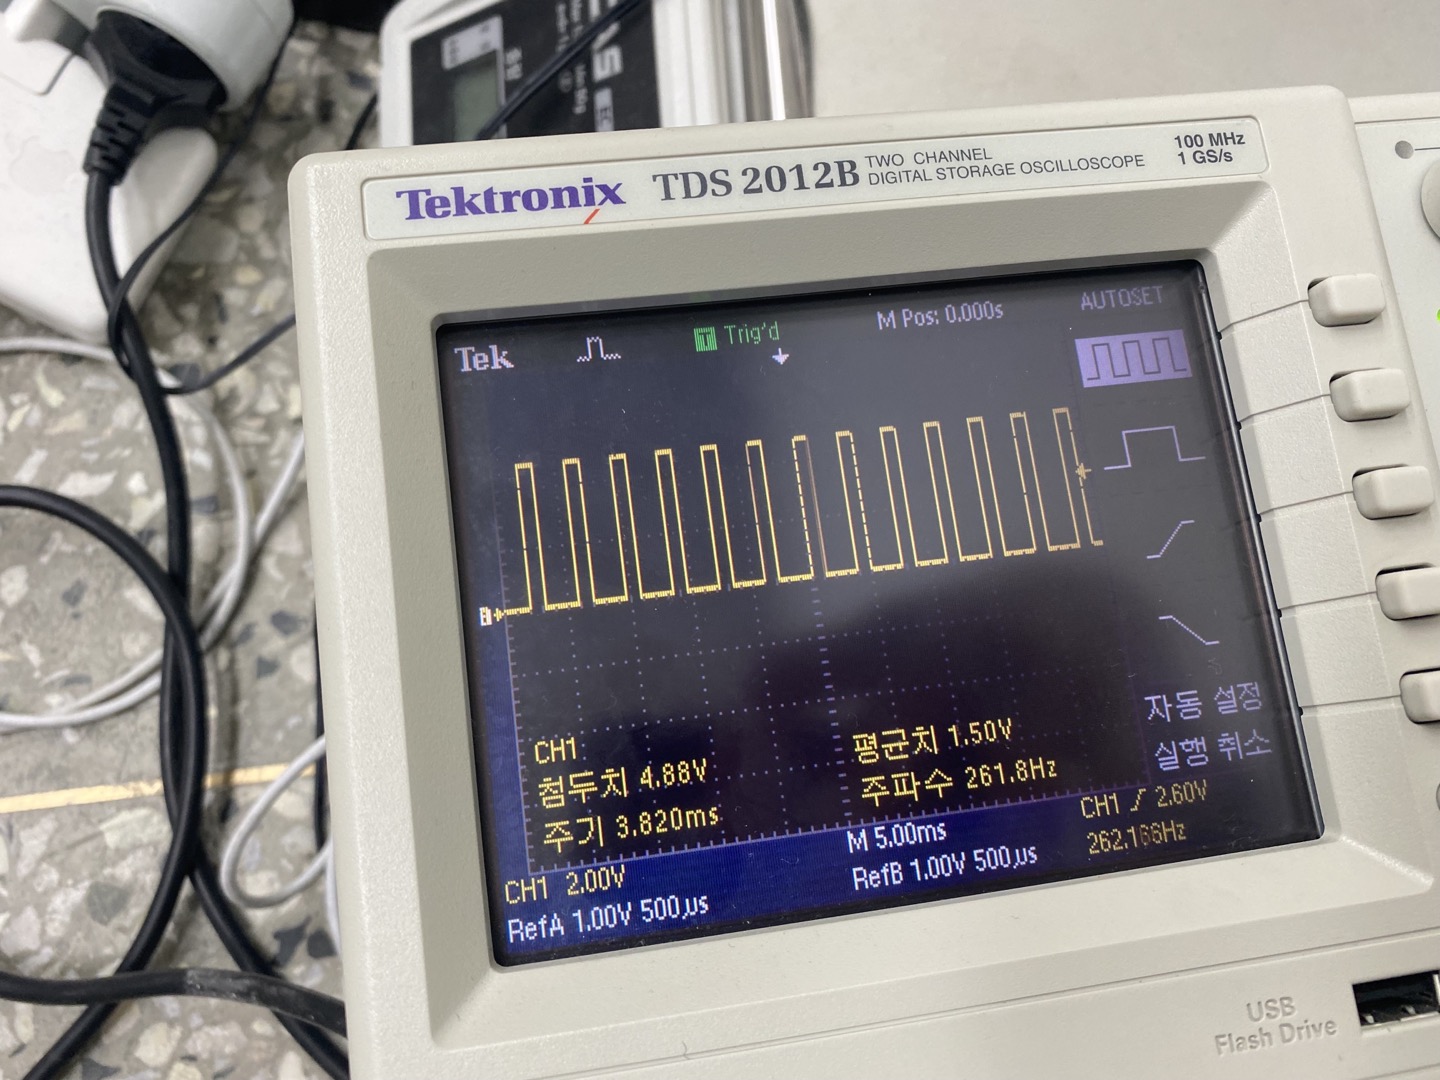 Tektronix TDS 2012B TWO CHANNEL
DIGITAL STORAGE OSCILLOSCOPE
100 MHz
1 GS/s
Tek
T Trig'd
M Pos: 0.000s
AUTOSET
1
자동 설정
실행 취소
CH1
첨두치 4.88V
주기 3.820ms
평균치 1.50V
주파수 261.8Hz
CH1 2.00V
M 5.00ms
CH1 2.60V
262.166Hz
RefA 1.00V 500µs
RefB 1.00V 500µs
USB
Flash Drive